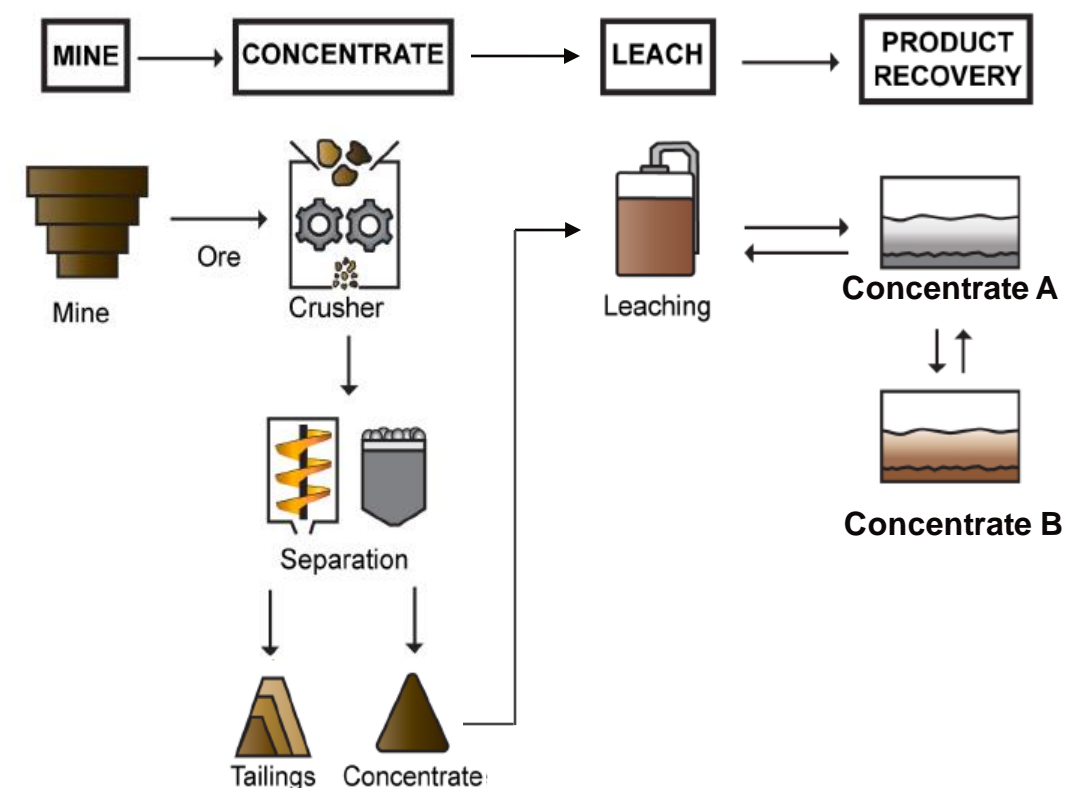 MINE
CONCENTRATE
LEACH
PRODUCT
RECOVERY
Ore
Mine
Crusher
Leaching
Concentrate A
Separation
Concentrate B
Tailings
Concentrate